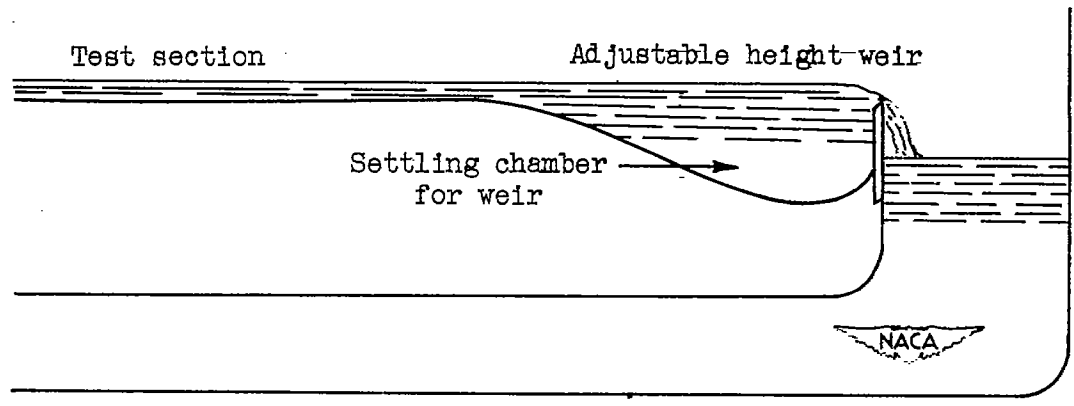 Test section
Adjustable height weir
Settling chamber
for weir
NACA